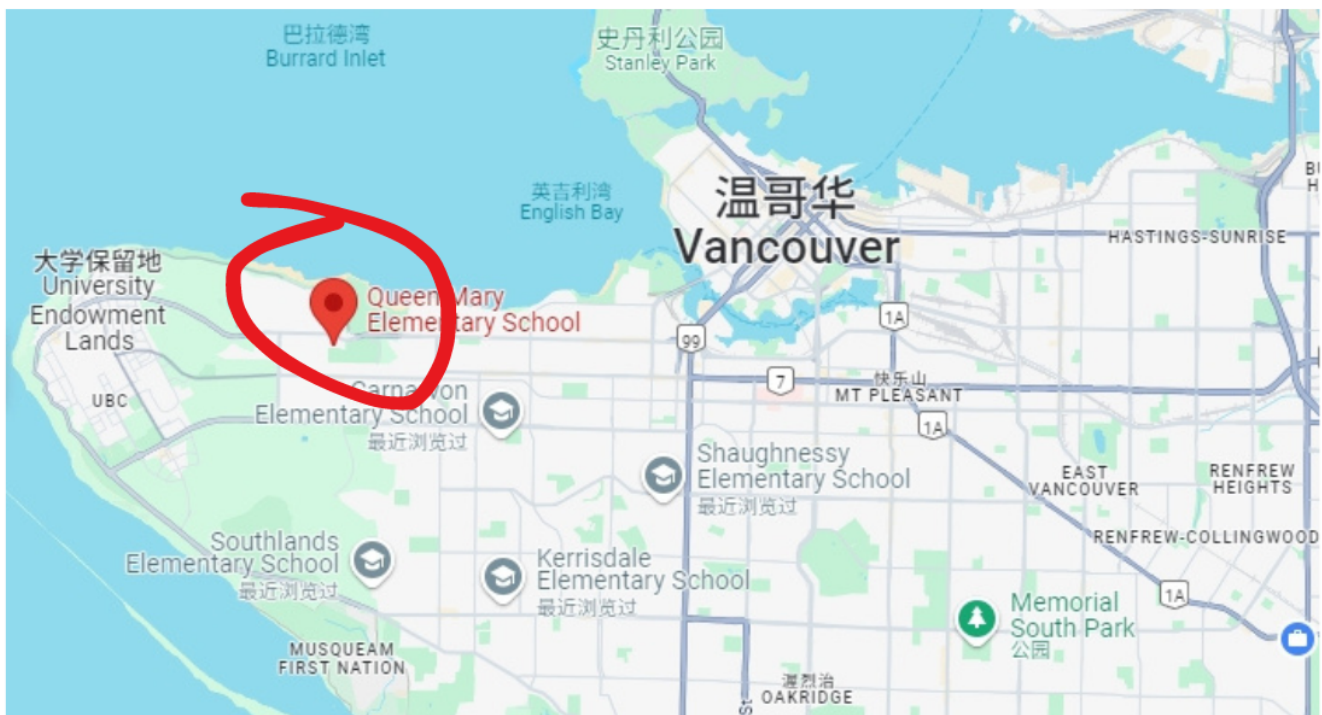 巴拉德湾
Burrard Inlet
史丹利公园
Stanley Park
英吉利湾
English Bay
温哥华
Vancouver
HASTINGS-SUNRISE
大学保留地
University
Endowment
Lands
UBC
Queen Mary
Elementary School
99
1A
7
快乐山
MT PLEASANT
1A
Carnarvon
Elementary School
最近浏览过
Shaughnessy
Elementary School
最近浏览过
EAST
VANCOUVER
RENFREW
HEIGHTS
RENFREW-COLLINGWOOD
Southlands
Elementary School
最近浏览过
Kerrisdale
Elementary School
最近浏览过
1A
Memorial
South Park
公园
MUSQUEAM
FIRST NATION
渥烈治
OAKRIDGE
St